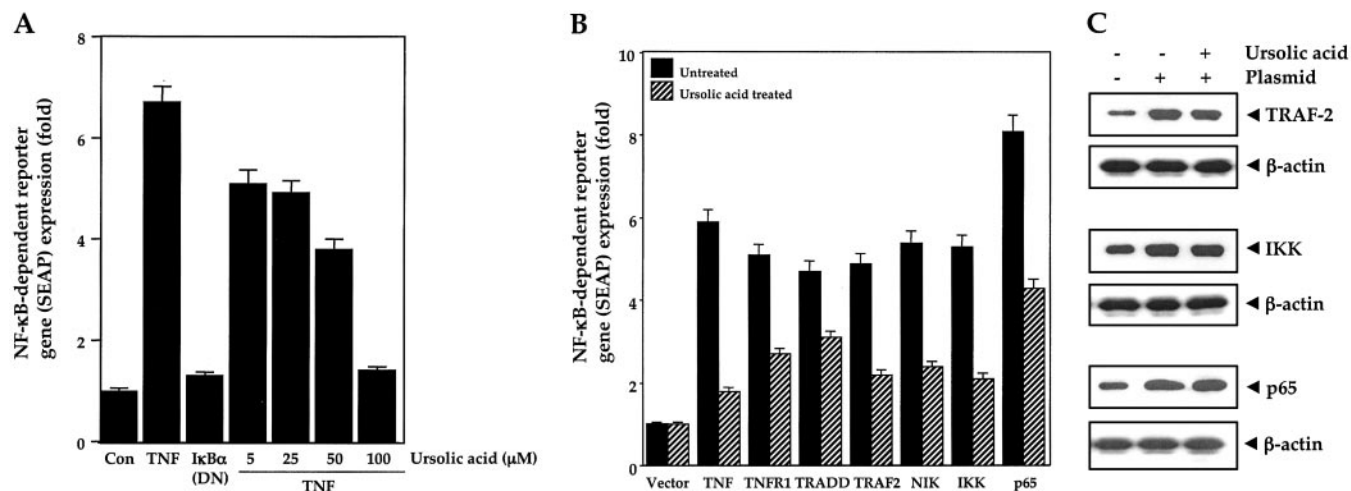 A
NF-κB-dependent reporter
gene (SEAP) expression (fold)
8
6
4
2
0
Con TNF IκBα 5 25 50 100 Ursolic acid (μM)
(DN) TNF
B
NF-κB-dependent reporter
gene (SEAP) expression (fold)
10
8
6
4
2
0
Untreated
Ursolic acid treated
Vector TNF TNFR1 TRADD TRAF2 NIK IKK p65
C
- - + Ursolic acid
- + + Plasmid
TRAF-2
β-actin
IKK
β-actin
p65
β-actin